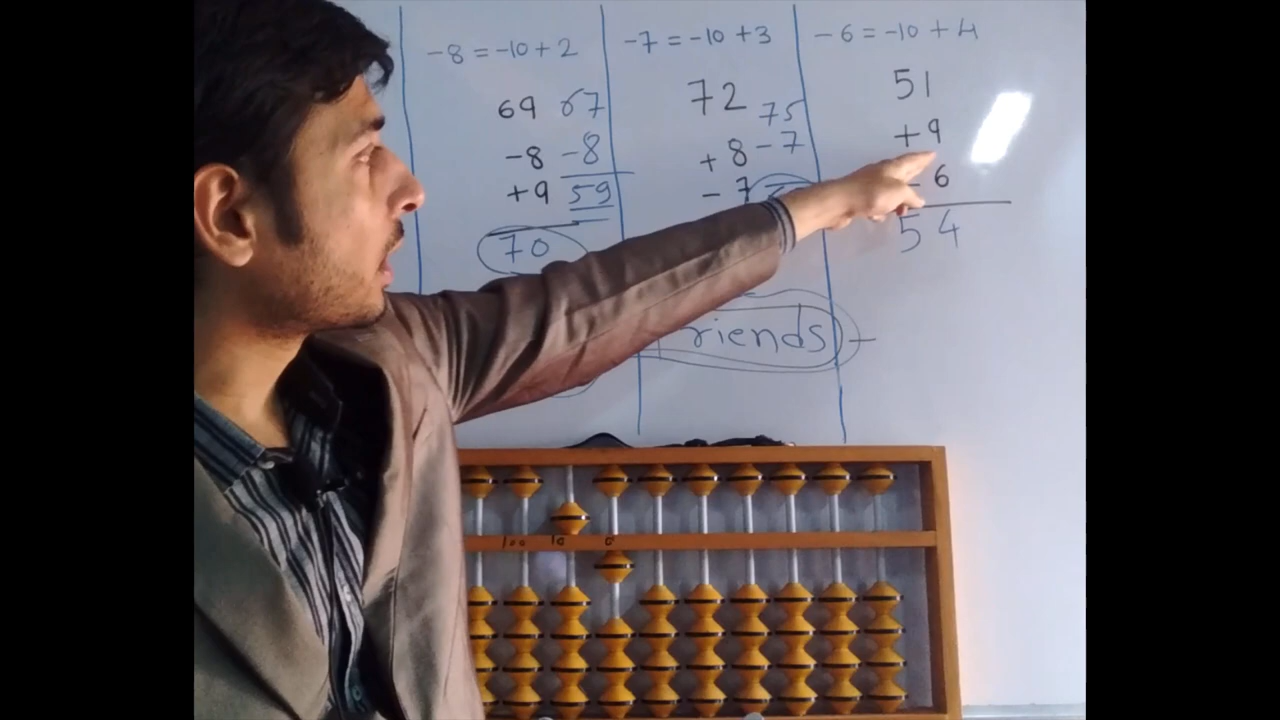 -8 = -10 + 2
69 67
-8 -8
+9 59
70
-7 = -10 + 3
72 75
+8 -7
-7
-6 = -10 + 4
51
+9
- 6
54
riends
100 10 0